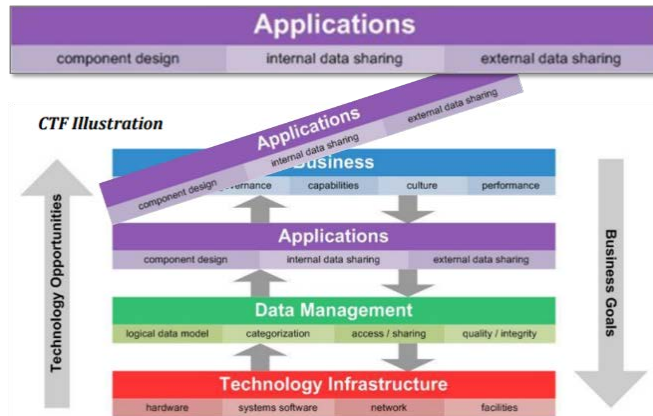 Applications
component design internal data sharing external data sharing
CTF Illustration
Applications
component design internal data sharing external data sharing
Technology Opportunities
Business
capabilities culture performance
Applications
component design internal data sharing external data sharing
Data Management
logical data model categorization access / sharing quality / integrity
Technology Infrastructure
hardware systems software network facilities
Business Goals